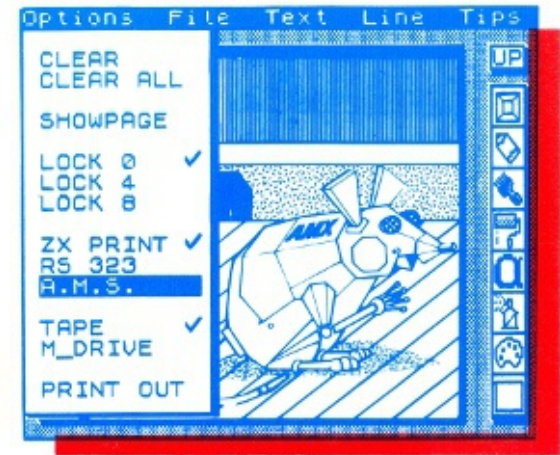 Options File Text Line Tips
CLEAR
CLEAR ALL
SHOWPAGE
LOCK 0 ✓
LOCK 4
LOCK 8
ZX PRINT ✓
RS 323
A.M.S.
TAPE ✓
M_DRIVE
PRINT OUT
UP
AMX